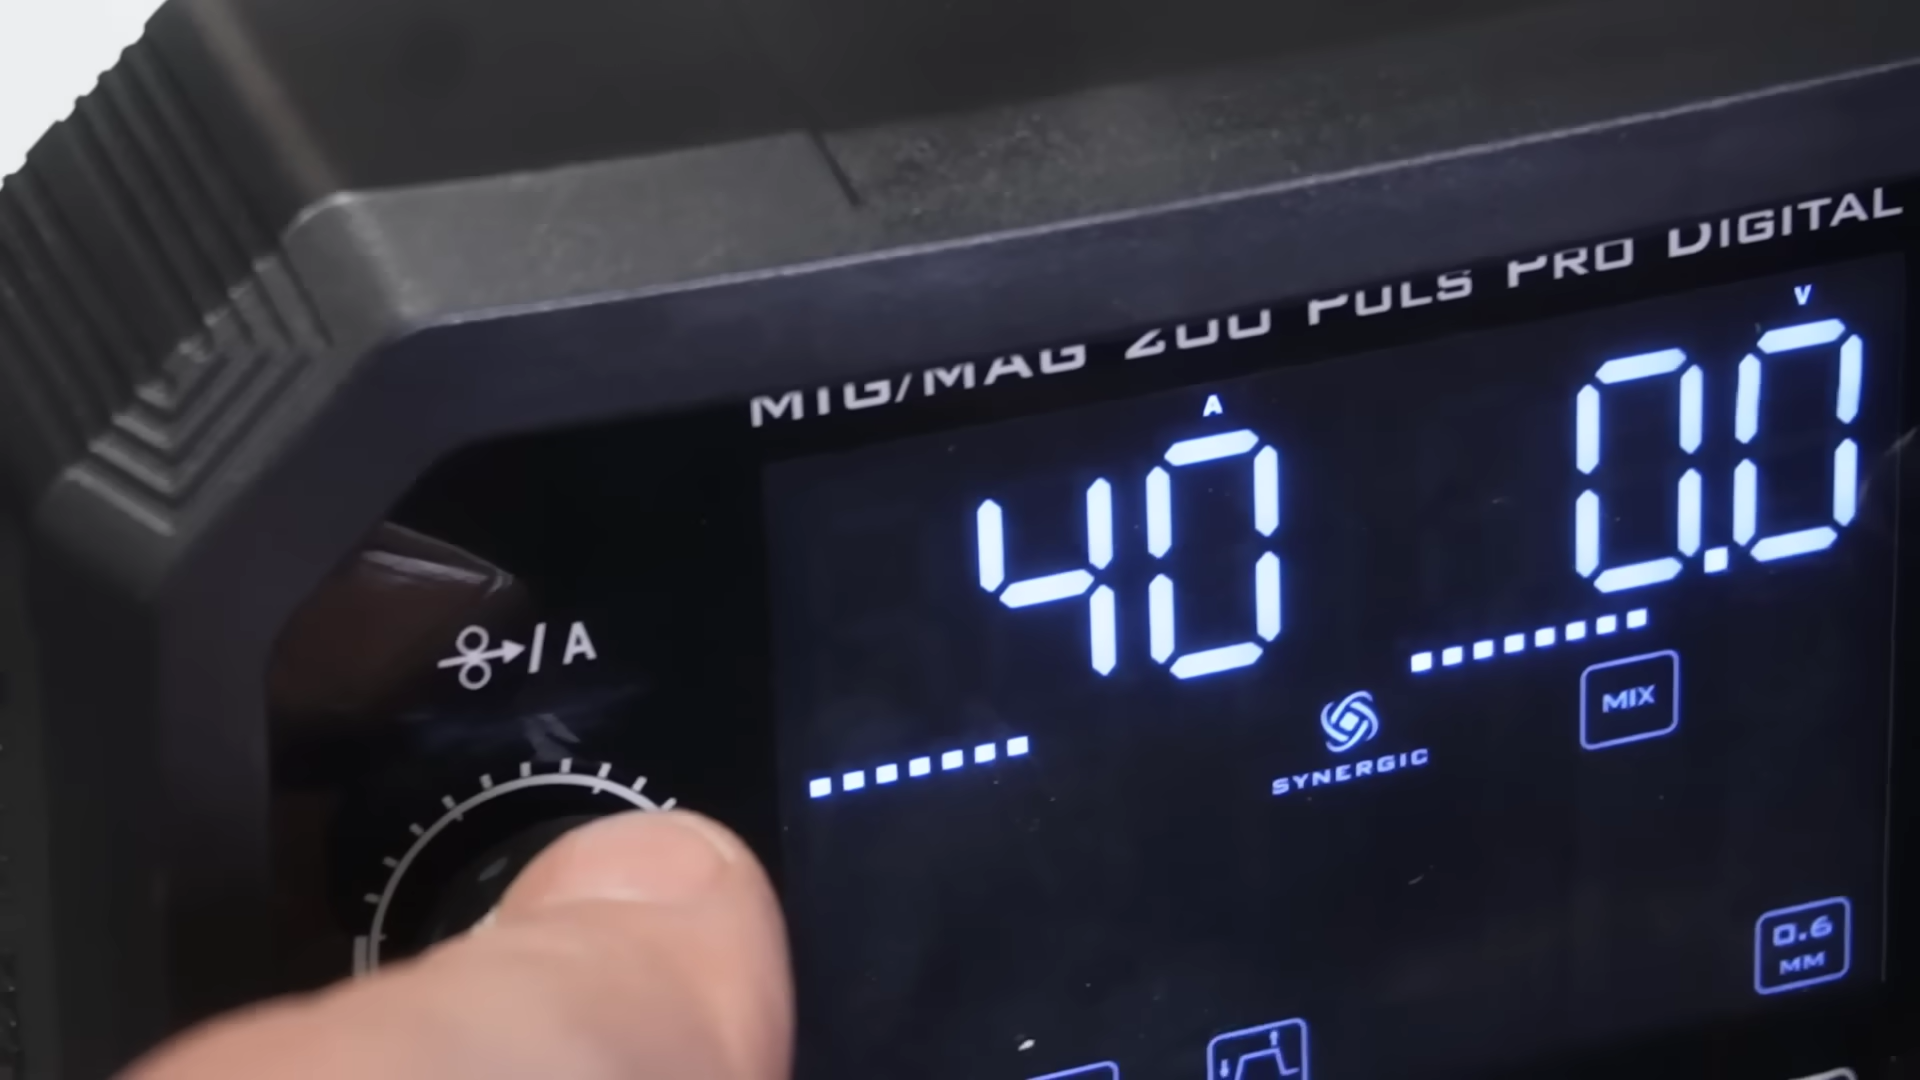 MIG/MAG 200 PULS PRO DIGITAL
A
V
40
0.0
/ A
MIX
SYNERGIC
0.6
MM